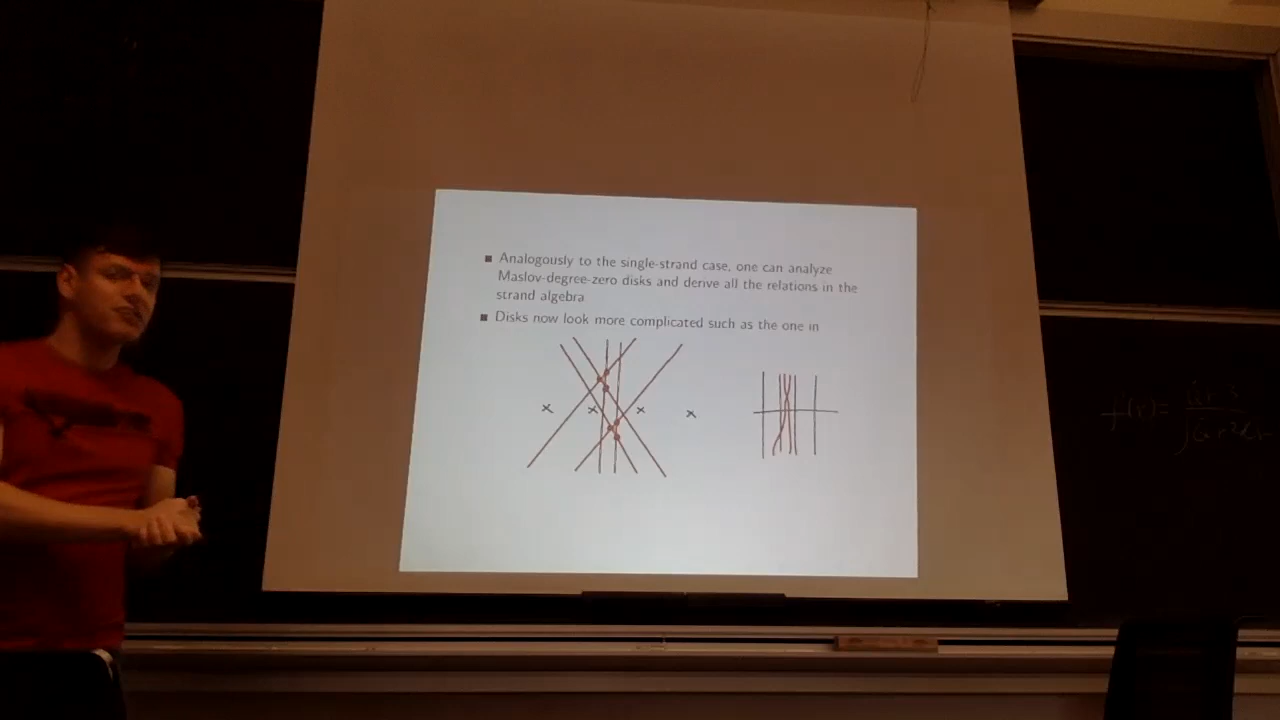 Analogously to the single-strand case, one can analyze
Maslov-degree-zero disks and derive all the relations in the
strand algebra
Disks now look more complicated such as the one in